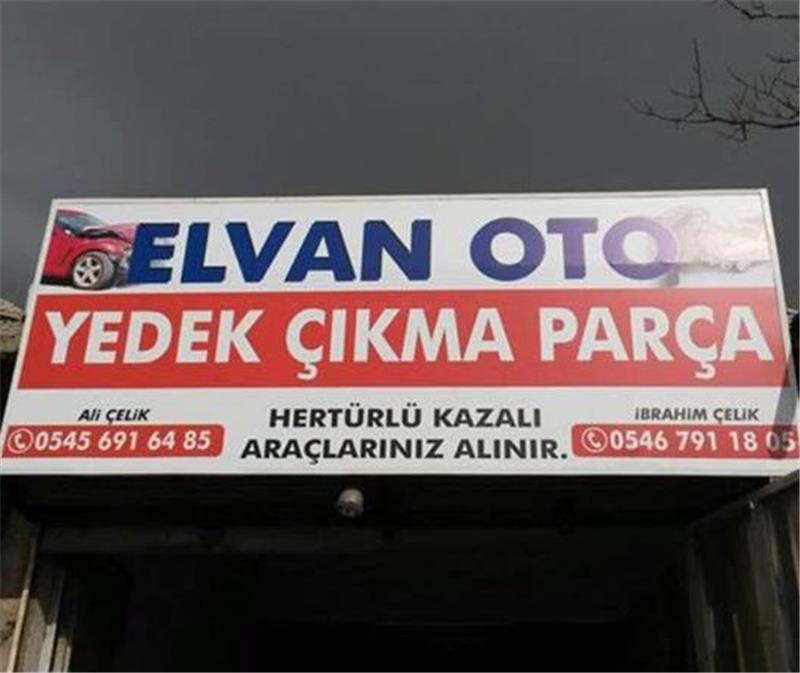 ELVAN OTO
YEDEK ÇIKMA PARÇA
ALİ ÇELİK
0545 691 64 85
HERTÜRLÜ KAZALI
ARAÇLARINIZ ALINIR.
İBRAHİM ÇELİK
0546 791 18 05